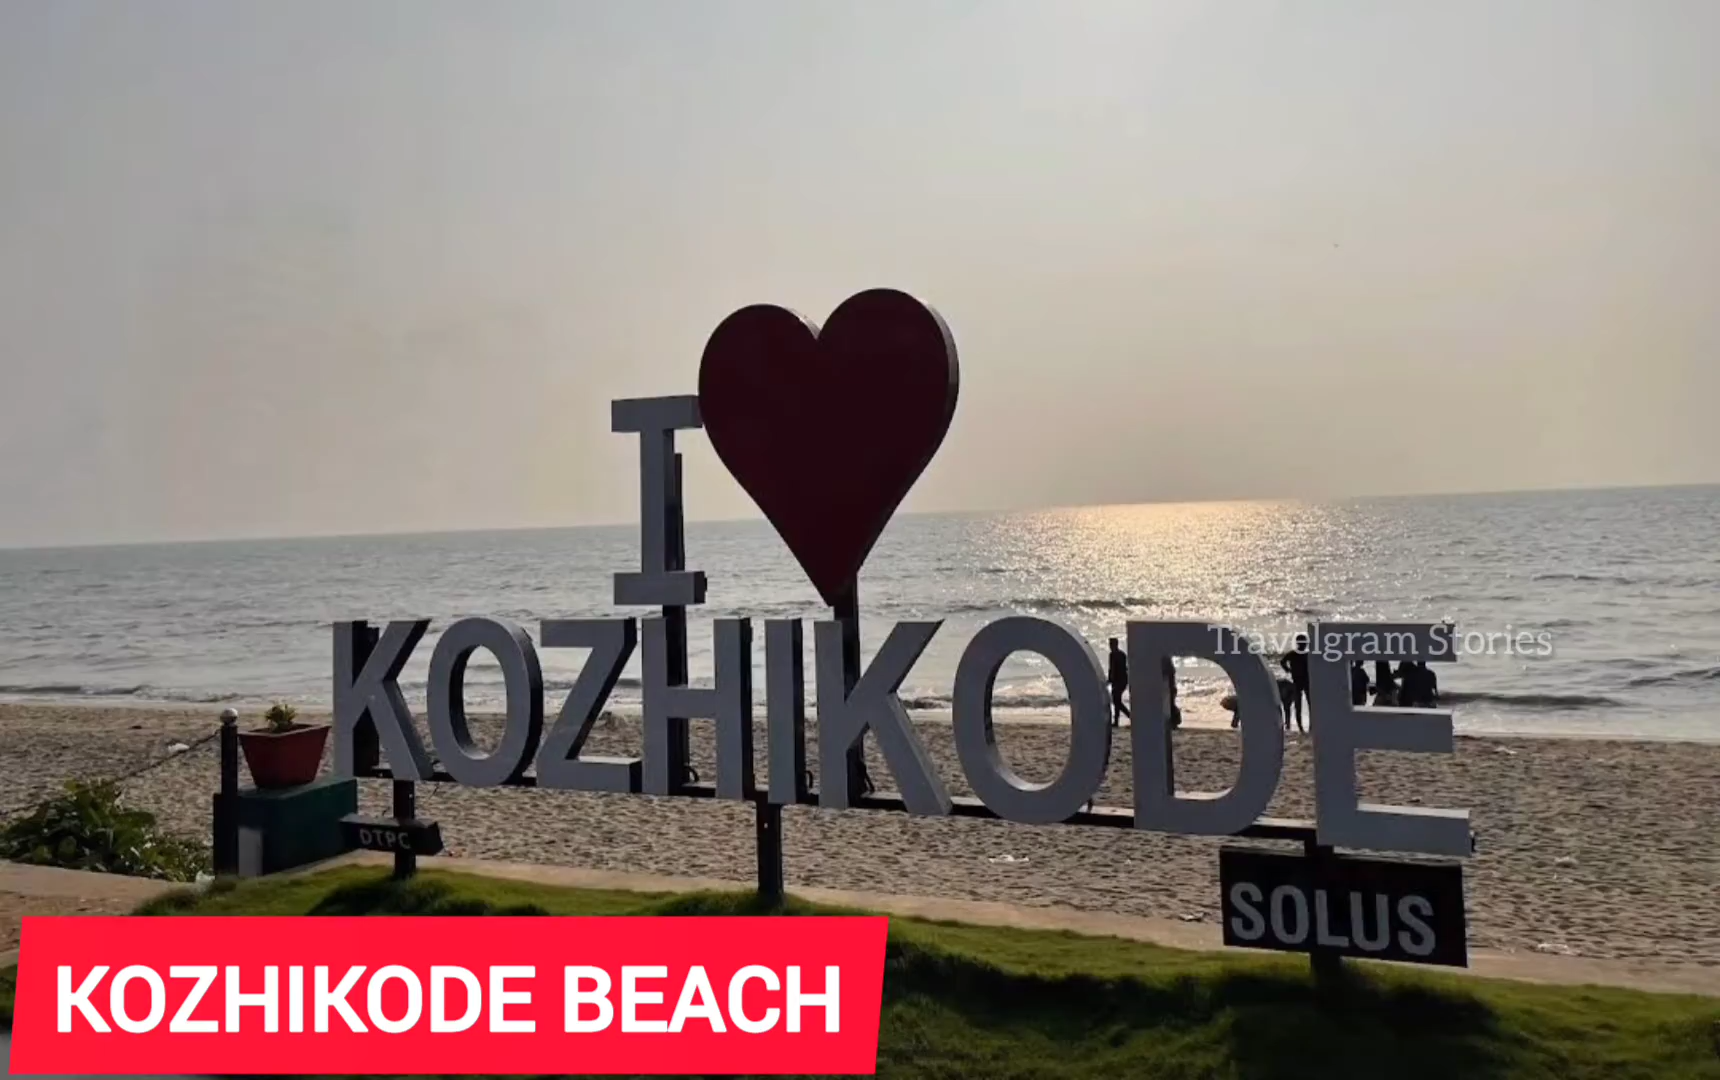 I
KOZHIKODE
Travelgram Stories
DTPC
SOLUS
KOZHIKODE BEACH